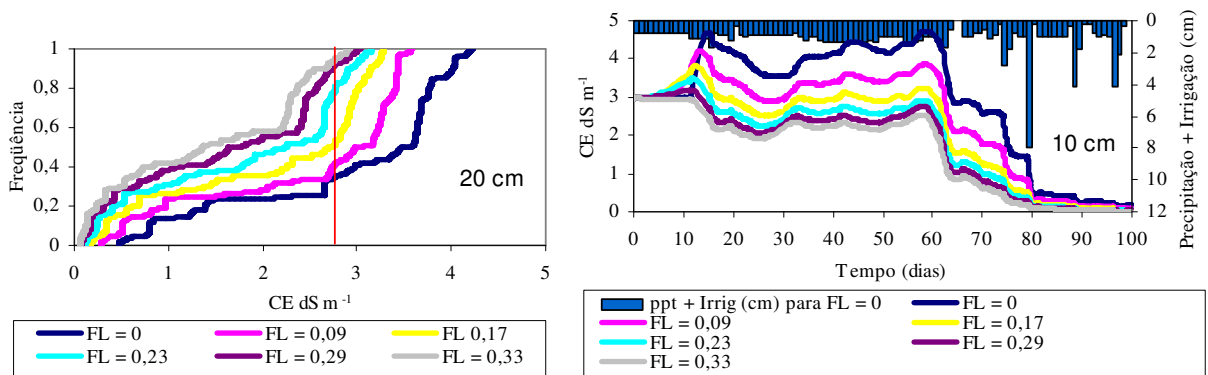 Freqüência
1
0,8
0,6
0,4
0,2
0
0 1 2 3 4 5
20 cm
CE dS m -1
FL = 0 FL = 0,09 FL 0,17
FL = 0,23 FL = 0,29 FL = 0,33
CE dS m -1
5
4
3
2
1
0
0 10 20 30 40 50 60 70 80 90 100
10 cm
Tempo (dias)
0
2
4
6
8
10
12
Precipitação + Irrigação (cm)
ppt + Irrig (cm) para FL = 0 FL = 0
FL = 0,09 FL = 0,17
FL = 0,23 FL = 0,29
FL = 0,33